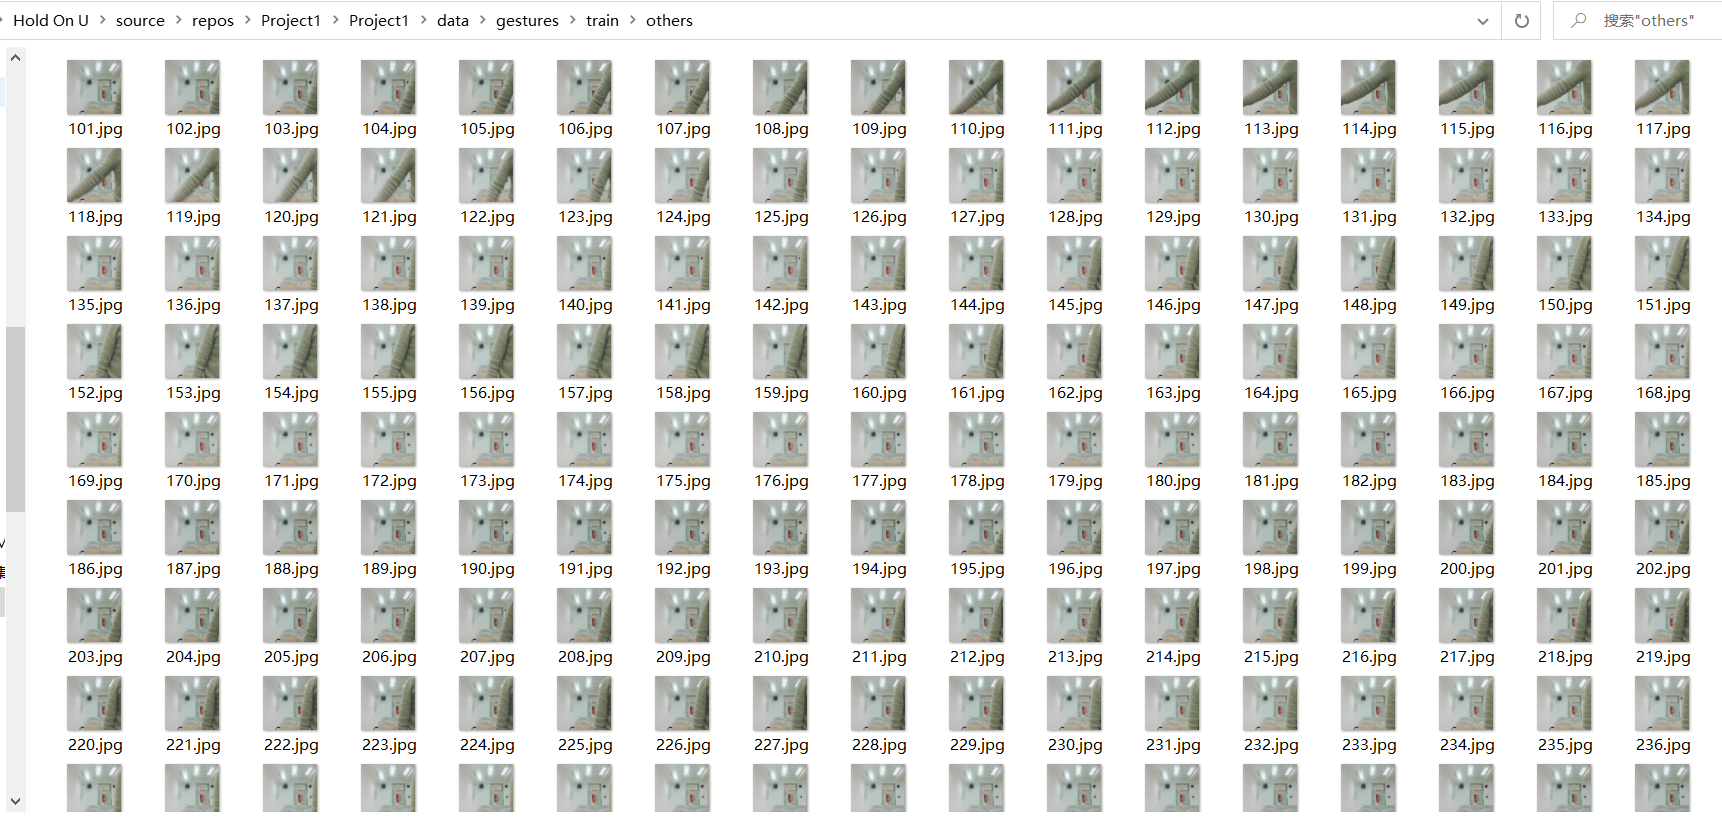 Hold On U > source > repos > Project1 > Project1 > data > gestures > train > others 搜索"others"
101.jpg 102.jpg 103.jpg 104.jpg 105.jpg 106.jpg 107.jpg 108.jpg 109.jpg 110.jpg 111.jpg 112.jpg 113.jpg 114.jpg 115.jpg 116.jpg 117.jpg
118.jpg 119.jpg 120.jpg 121.jpg 122.jpg 123.jpg 124.jpg 125.jpg 126.jpg 127.jpg 128.jpg 129.jpg 130.jpg 131.jpg 132.jpg 133.jpg 134.jpg
135.jpg 136.jpg 137.jpg 138.jpg 139.jpg 140.jpg 141.jpg 142.jpg 143.jpg 144.jpg 145.jpg 146.jpg 147.jpg 148.jpg 149.jpg 150.jpg 151.jpg
152.jpg 153.jpg 154.jpg 155.jpg 156.jpg 157.jpg 158.jpg 159.jpg 160.jpg 161.jpg 162.jpg 163.jpg 164.jpg 165.jpg 166.jpg 167.jpg 168.jpg
169.jpg 170.jpg 171.jpg 172.jpg 173.jpg 174.jpg 175.jpg 176.jpg 177.jpg 178.jpg 179.jpg 180.jpg 181.jpg 182.jpg 183.jpg 184.jpg 185.jpg
186.jpg 187.jpg 188.jpg 189.jpg 190.jpg 191.jpg 192.jpg 193.jpg 194.jpg 195.jpg 196.jpg 197.jpg 198.jpg 199.jpg 200.jpg 201.jpg 202.jpg
203.jpg 204.jpg 205.jpg 206.jpg 207.jpg 208.jpg 209.jpg 210.jpg 211.jpg 212.jpg 213.jpg 214.jpg 215.jpg 216.jpg 217.jpg 218.jpg 219.jpg
220.jpg 221.jpg 222.jpg 223.jpg 224.jpg 225.jpg 226.jpg 227.jpg 228.jpg 229.jpg 230.jpg 231.jpg 232.jpg 233.jpg 234.jpg 235.jpg 236.jpg